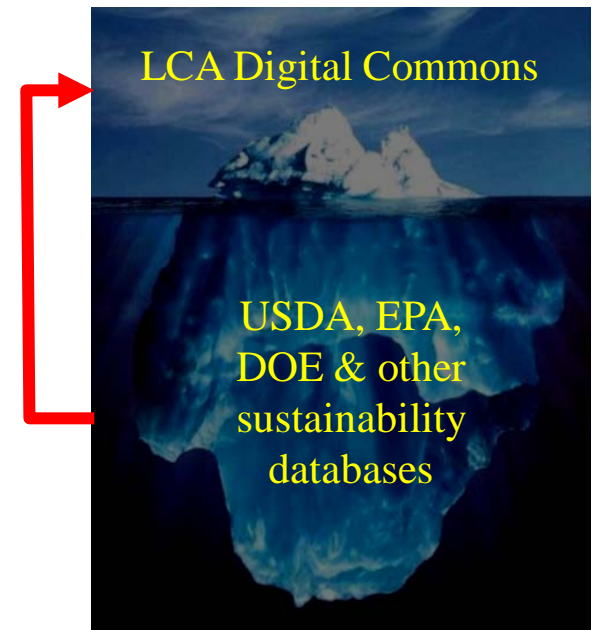 LCA Digital Commons
USDA, EPA,
DOE & other
sustainability
databases